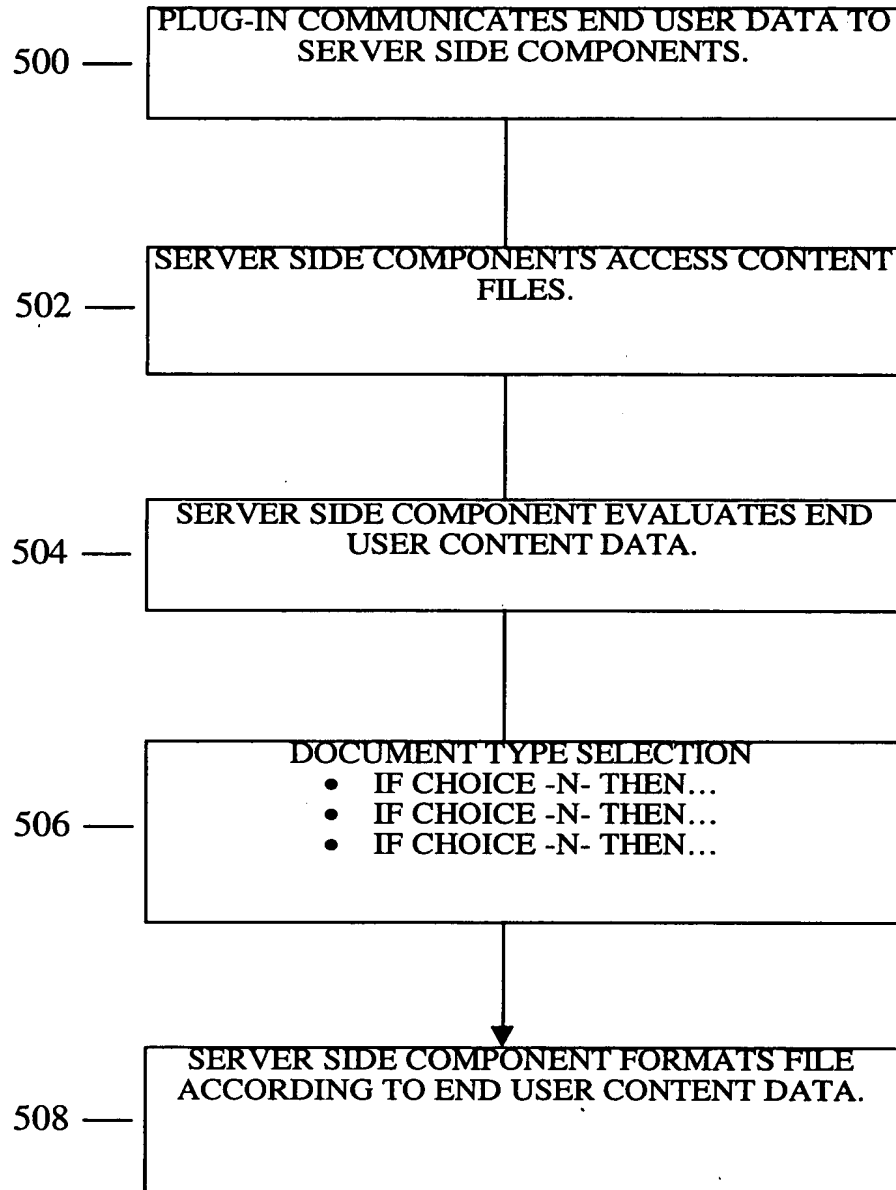 PLUG-IN COMMUNICATES END USER DATA TO
SERVER SIDE COMPONENTS.
500
SERVER SIDE COMPONENTS ACCESS CONTENT
FILES.
502
SERVER SIDE COMPONENT EVALUATES END
USER CONTENT DATA.
504
DOCUMENT TYPE SELECTION
• IF CHOICE -N- THEN...
• IF CHOICE -N- THEN...
• IF CHOICE -N- THEN...
506
SERVER SIDE COMPONENT FORMATS FILE
ACCORDING TO END USER CONTENT DATA.
508